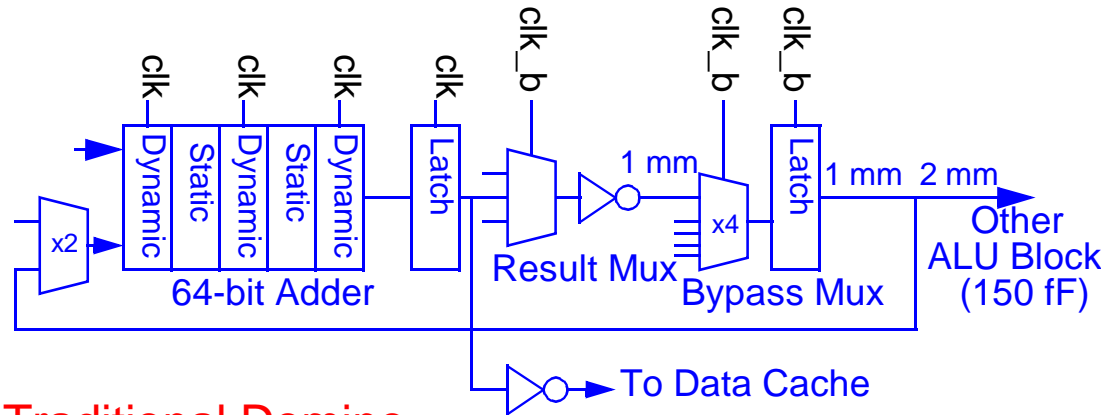 clk_b
clk_b
clk_b
clk
clk
clk
clk
Dynamic
Static
Dynamic
Static
Dynamic
Latch
1 mm
x4
Latch
1 mm 2 mm
x2
Other
ALU Block
(150 fF)
64-bit Adder
Result Mux
Bypass Mux
To Data Cache